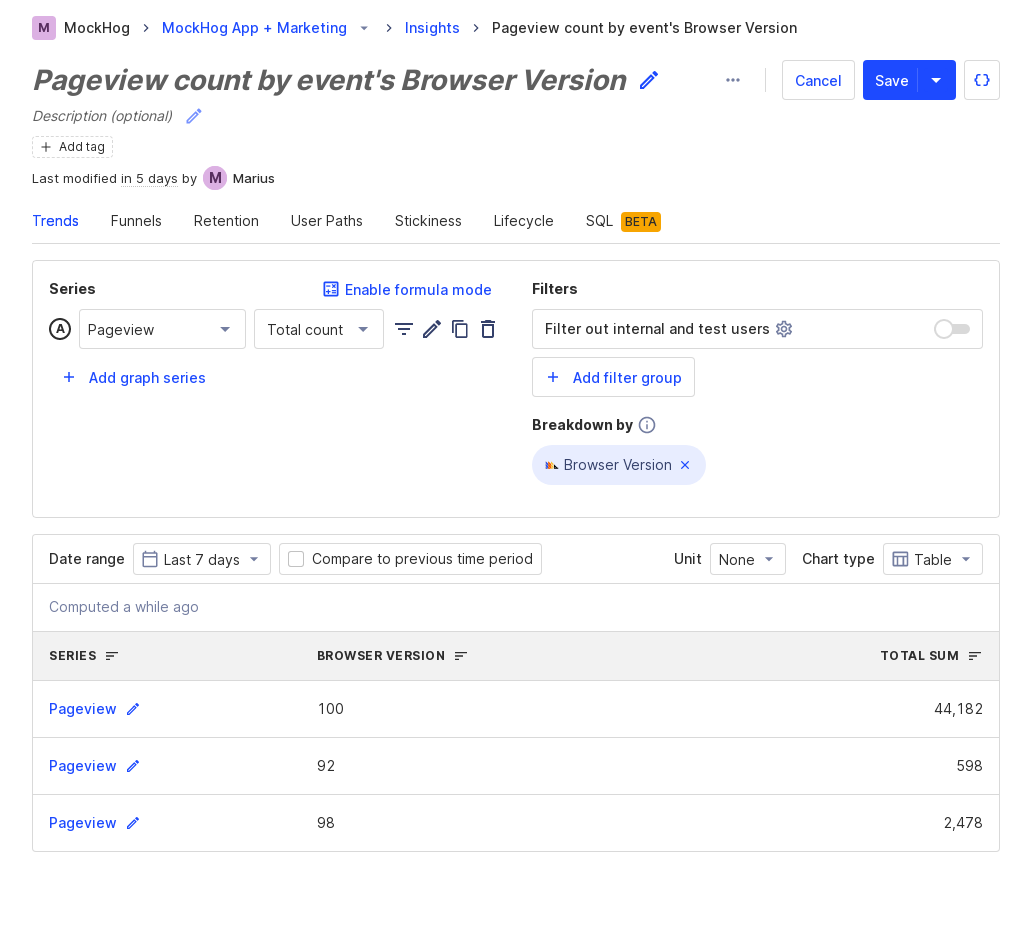 M MockHog MockHog App + Marketing Insights Pageview count by event's Browser Version
Pageview count by event's Browser Version
Cancel Save
Description (optional)
Add tag
Last modified in 5 days by M Marius
Trends Funnels Retention User Paths Stickiness Lifecycle SQL BETA
Series Enable formula mode
A Pageview Total count
Add graph series
Filters
Filter out internal and test users
Add filter group
Breakdown by
Browser Version
Date range Last 7 days Compare to previous time period Unit None Chart type Table
Computed a while ago
SERIES BROWSER VERSION TOTAL SUM
Pageview 100 44,182
Pageview 92 598
Pageview 98 2,478